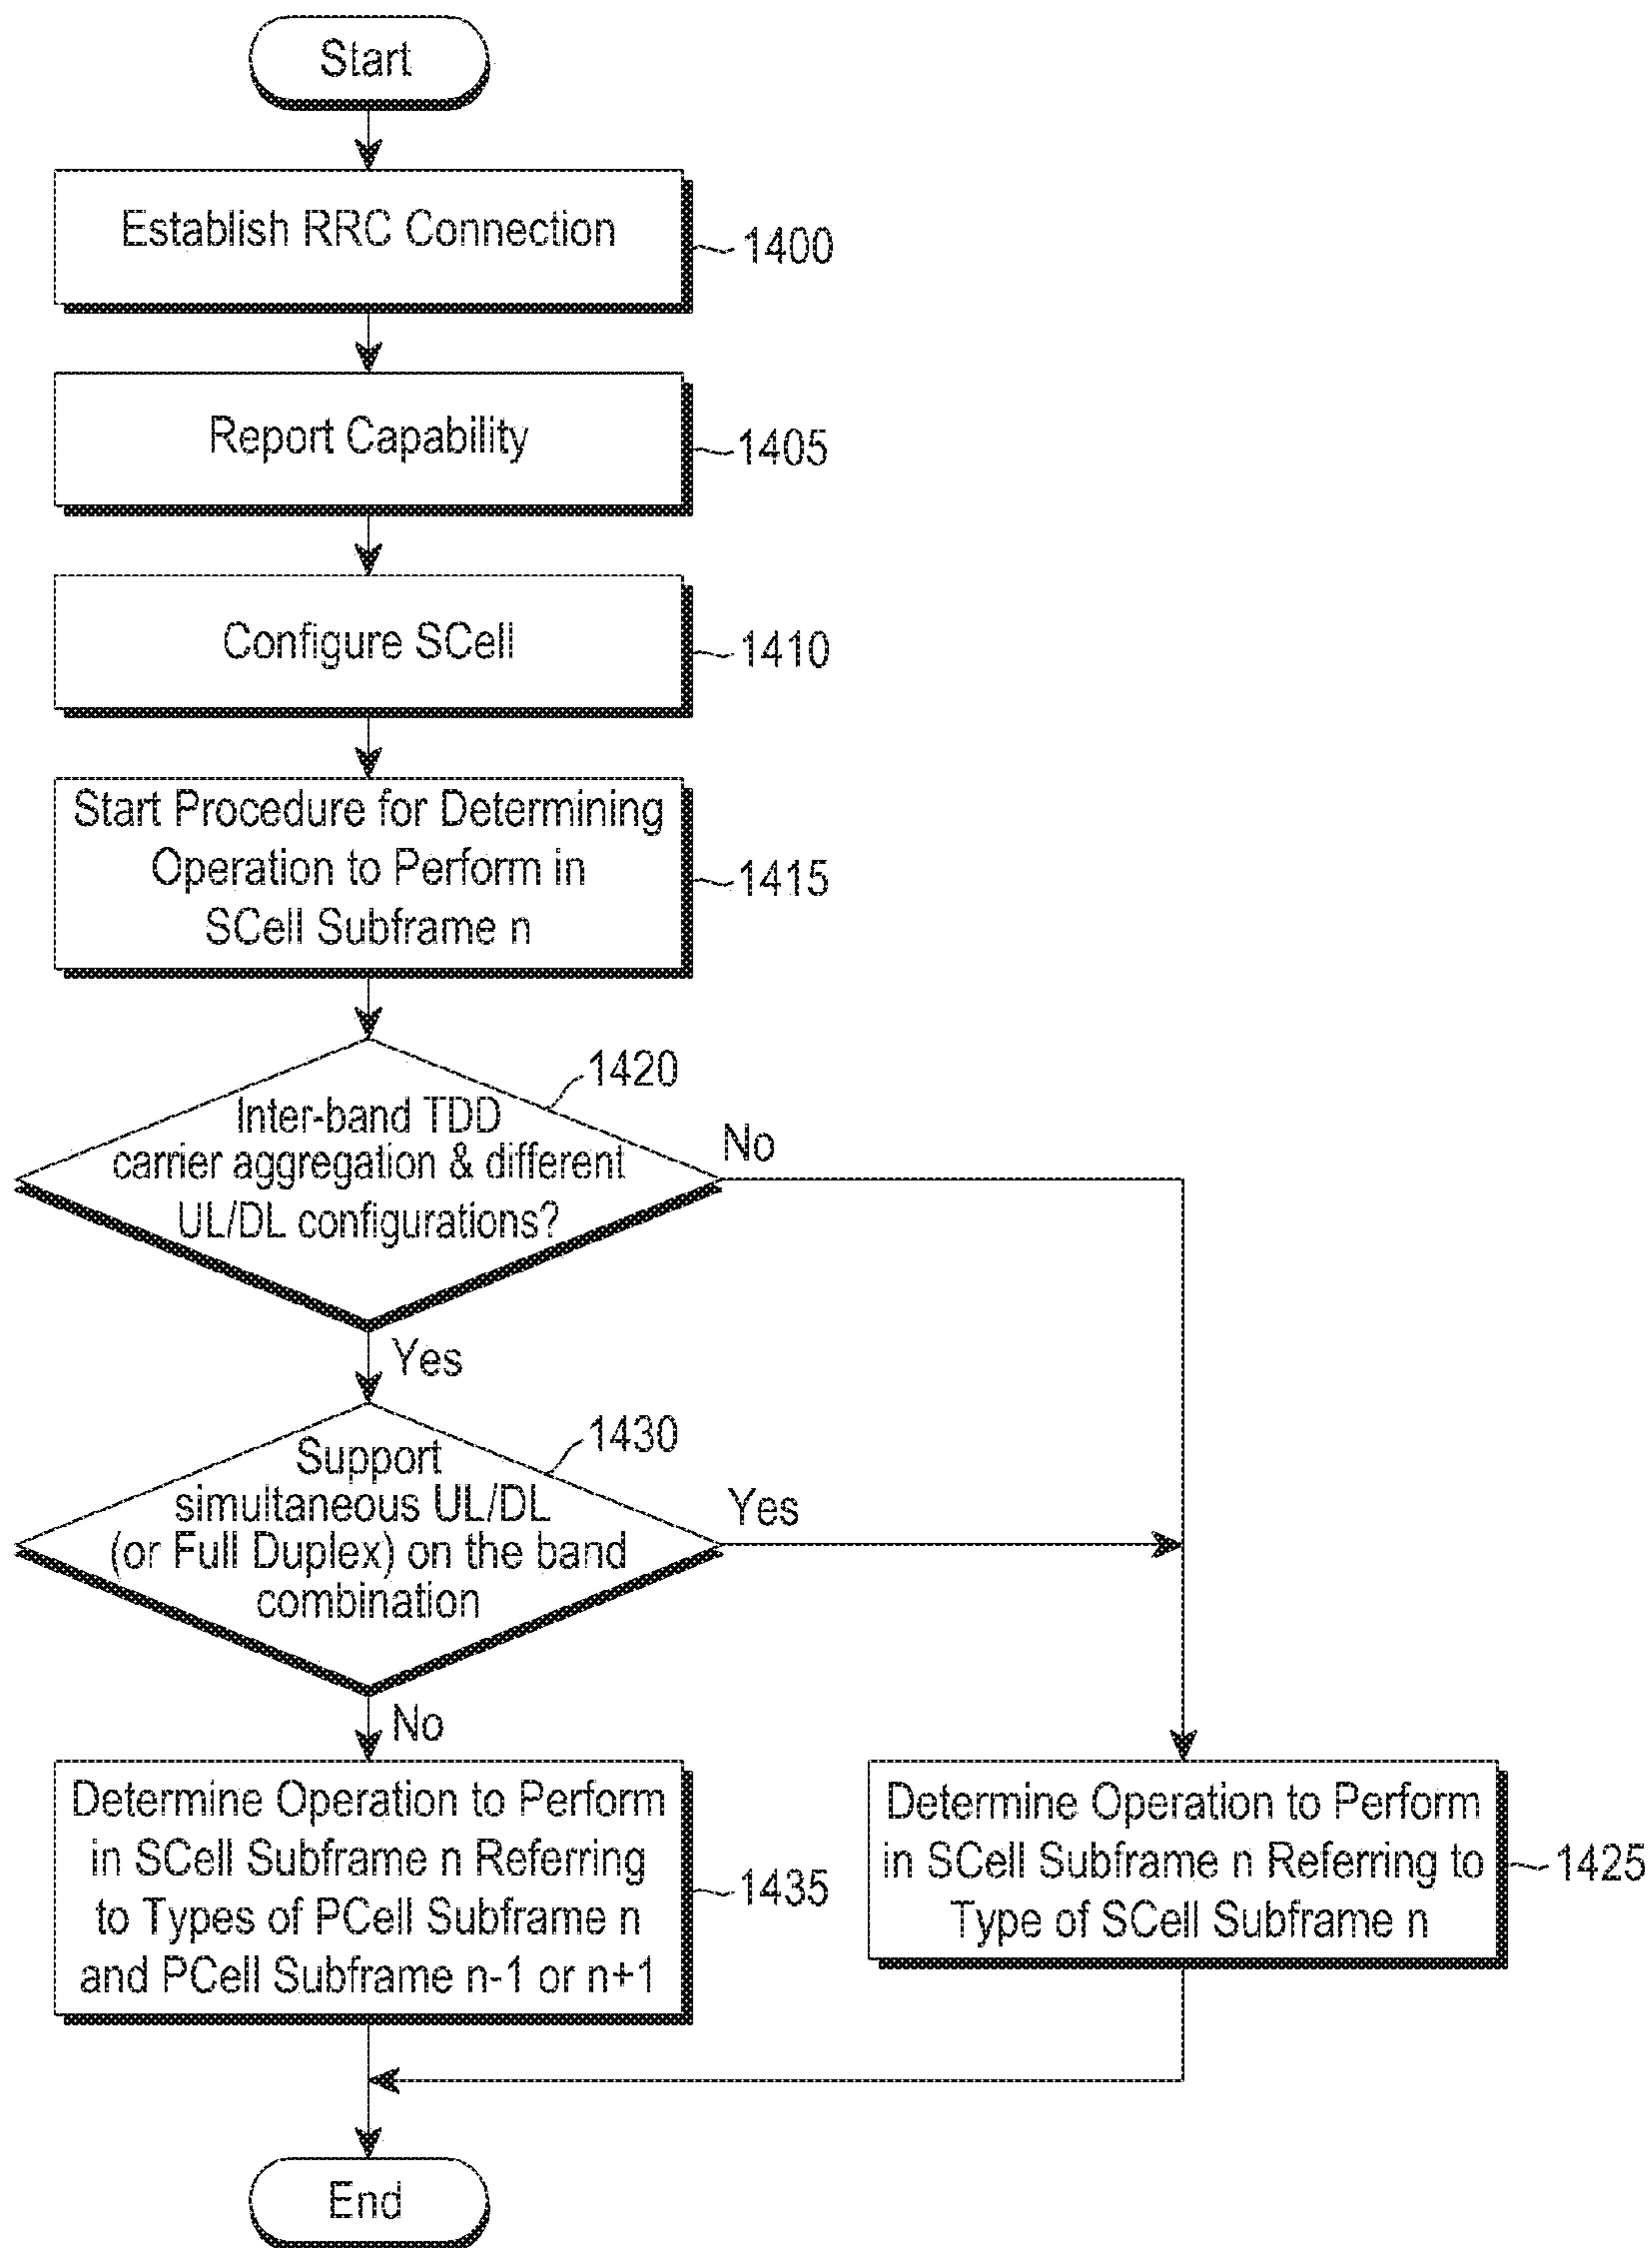 Start
Establish RRC Connection
1400
Report Capability
1405
Configure SCell
1410
Start Procedure for Determining
Operation to Perform in
SCell Subframe n
1415
1420
Inter-band TDD
carrier aggregation & different
UL/DL configurations?
No
Yes
1430
Support
simultaneous UL/DL
(or Full Duplex) on the band
combination
Yes
No
Determine Operation to Perform
in SCell Subframe n Referring
to Types of PCell Subframe n
and PCell Subframe n-1 or n+1
1435
Determine Operation to Perform
in SCell Subframe n Referring to
Type of SCell Subframe n
1425
End